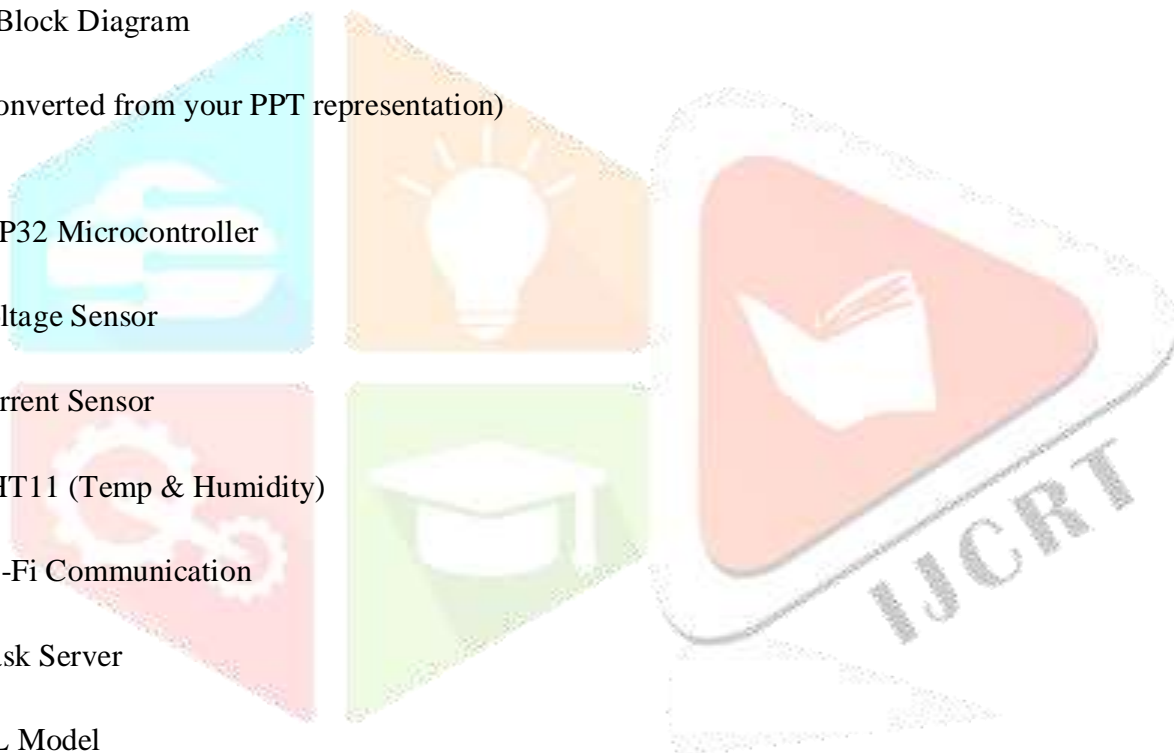 Block Diagram
onverted from your PPT representation)
P32 Microcontroller
ltage Sensor
rrent Sensor
HT11 (Temp & Humidity)
-Fi Communication
ask Server
L Model
IJCRT